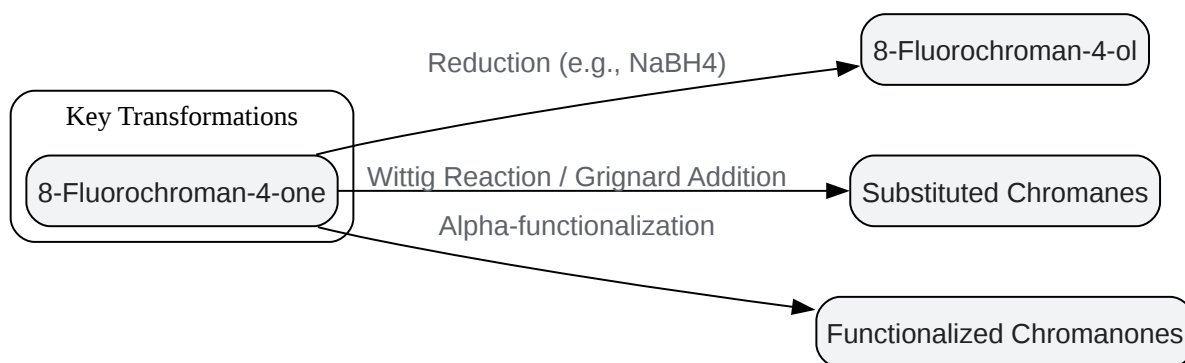 8-Fluorochroman-4-ol
Reduction (e.g., NaBH4)
Key Transformations
8-Fluorochroman-4-one
Wittig Reaction / Grignard Addition
Substituted Chromanes
Alpha-functionalization
Functionalized Chromanones